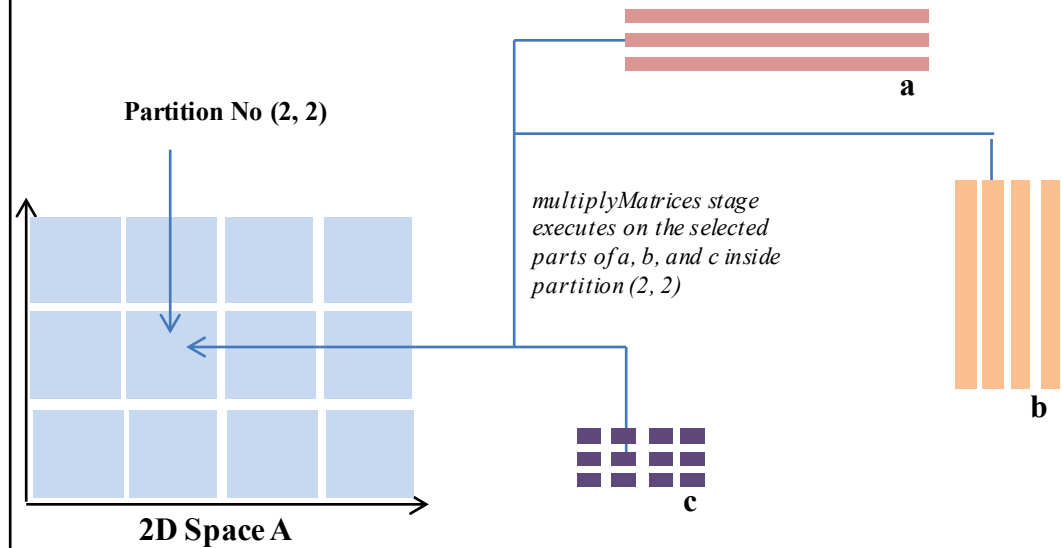 a
Partition No (2, 2)
multiplyMatrices stage
executes on the selected
parts of a, b, and c inside
partition (2, 2)
b
c
2D Space A